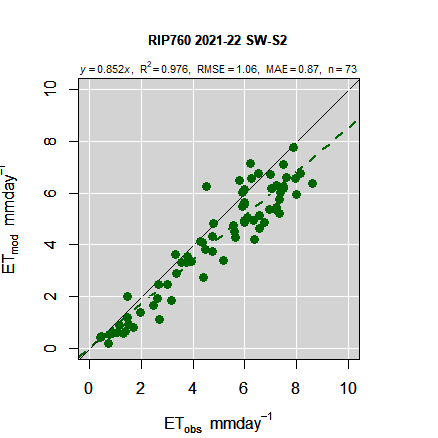 RIP760 2021-22 SW-S2
y = 0.852x, R² = 0.976, RMSE = 1.06, MAE = 0.87, n = 73
10
8
6
4
2
0
ETmod mmday⁻¹
0 2 4 6 8 10
ETobs mmday⁻¹